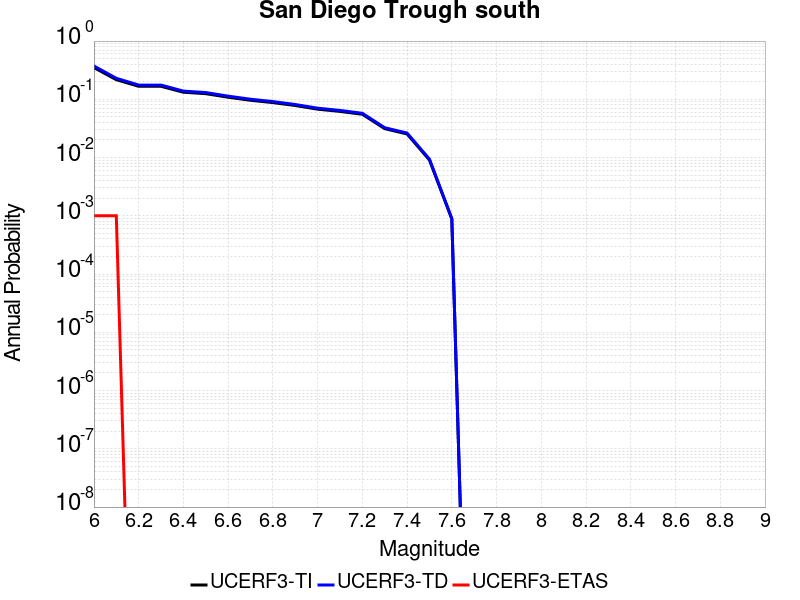 San Diego Trough south
10^0
10^-1
10^-2
10^-3
10^-4
10^-5
10^-6
10^-7
10^-8
Annual Probability
6 6.2 6.4 6.6 6.8 7 7.2 7.4 7.6 7.8 8 8.2 8.4 8.6 8.8 9
Magnitude
UCERF3-TI UCERF3-TD UCERF3-ETAS